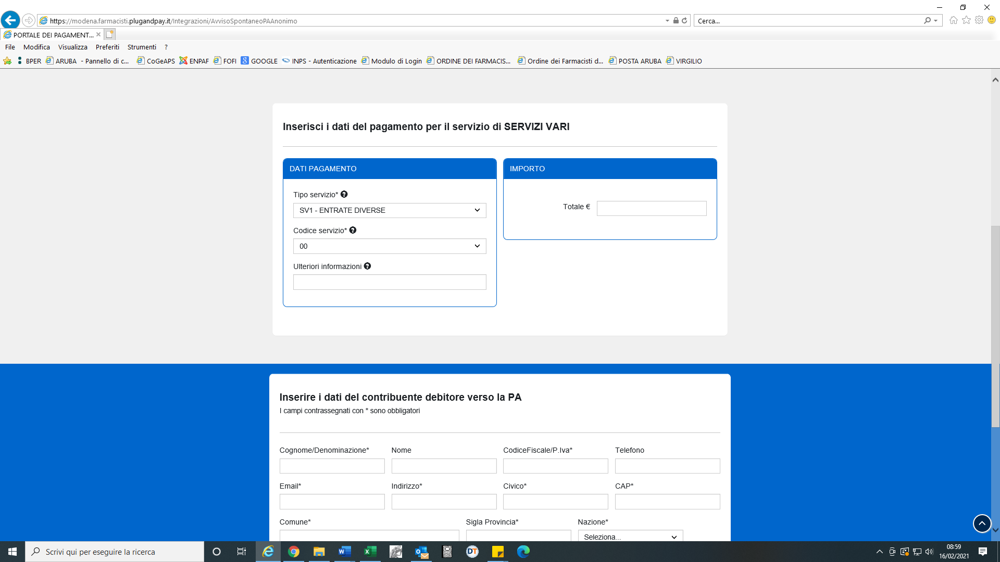 https://modena.farmacisti.plugandpay.it/Integrazioni/AvvisoSpontaneoPAAnonimo
Cerca...
PORTALE DEI PAGAMENT...
File Modifica Visualizza Preferiti Strumenti ?
BPER ARUBA - Pannello di c... CoGeAPS ENPAF FOFI GOOGLE INPS - Autenticazione Modulo di Login ORDINE DEI FARMACIS... Ordine dei Farmacisti d... POSTA ARUBA VIRGILIO
Inserisci i dati del pagamento per il servizio di SERVIZI VARI
DATI PAGAMENTO
Tipo servizio*
SV1 - ENTRATE DIVERSE
Codice servizio*
00
Ulteriori informazioni
IMPORTO
Totale €
Inserire i dati del contribuente debitore verso la PA
I campi contrassegnati con * sono obbligatori
Cognome/Denominazione* Nome CodiceFiscale/P.Iva* Telefono
Email* Indirizzo* Civico* CAP*
Comune* Sigla Provincia* Nazione*
Seleziona...
Scrivi qui per eseguire la ricerca
DT
08:59
16/02/2021